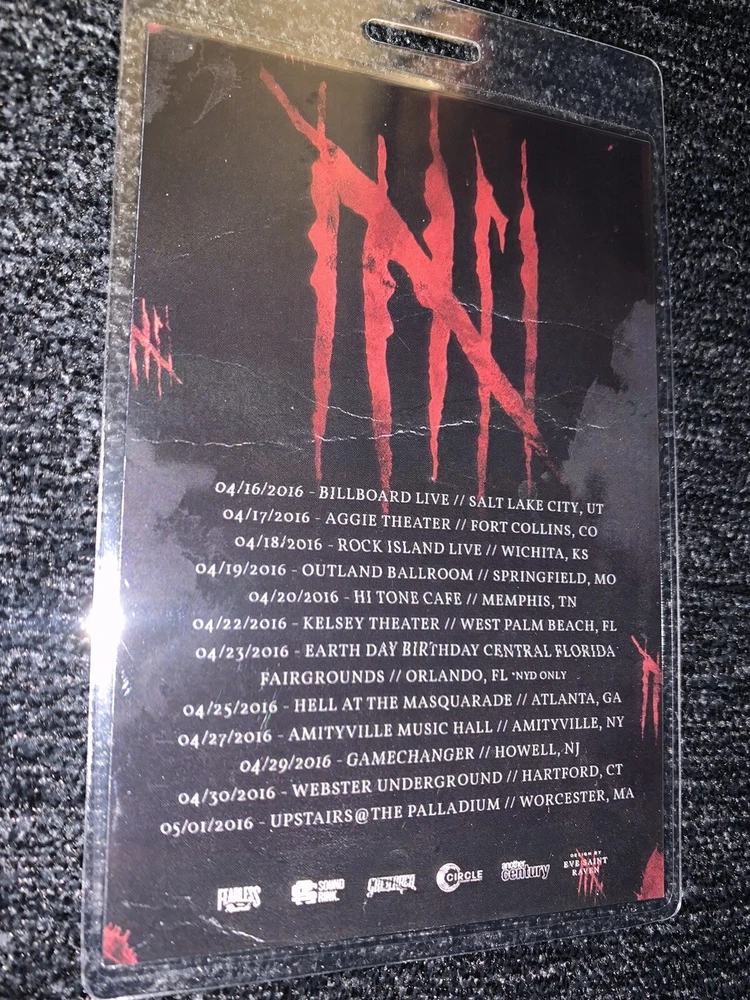 04/16/2016 - BILLBOARD LIVE // SALT LAKE CITY, UT
04/17/2016 - AGGIE THEATER // FORT COLLINS, CO
04/18/2016 - ROCK ISLAND LIVE // WICHITA, KS
04/19/2016 - OUTLAND BALLROOM // SPRINGFIELD, MO
04/20/2016 - HI TONE CAFE // MEMPHIS, TN
04/22/2016 - KELSEY THEATER // WEST PALM BEACH, FL
04/23/2016 - EARTH DAY BIRTHDAY CENTRAL FLORIDA
FAIRGROUNDS // ORLANDO, FL *NYD ONLY
04/25/2016 - HELL AT THE MASQUARADE // ATLANTA, GA
04/27/2016 - AMITYVILLE MUSIC HALL // AMITYVILLE, NY
04/29/2016 - GAMECHANGER // HOWELL, NJ
04/30/2016 - WEBSTER UNDERGROUND // HARTFORD, CT
05/01/2016 - UPSTAIRS@THE PALLADIUM // WORCESTER, MA
FEARLESS
SOUND RINK
CIRCLE
another century
DESIGN BY
EVE SAINT
RAVEN